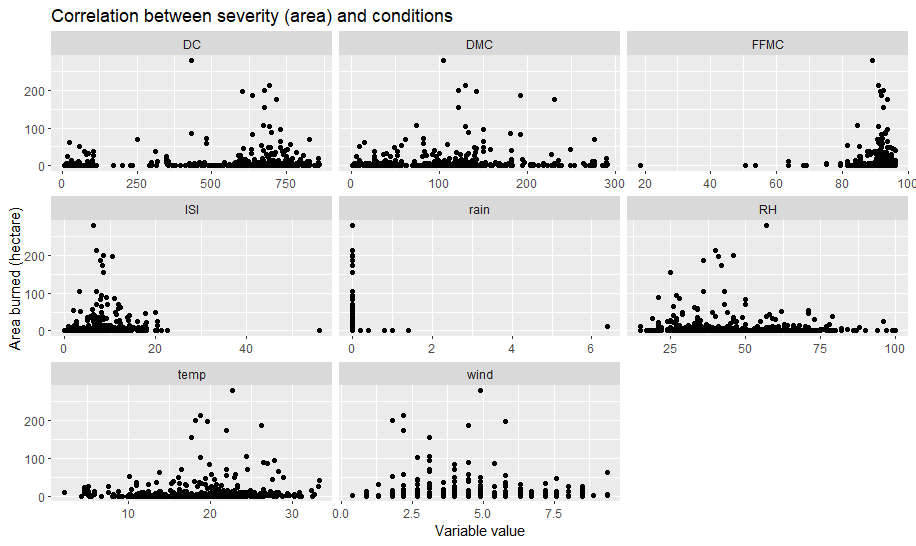 Correlation between severity (area) and conditions
DC DMC FFMC
200
100
0
0 250 500 750 0 100 200 300 20 40 60 80 100
ISI rain RH
200
100
0
0 20 40 0 2 4 6 25 50 75 100
temp wind
200
100
0
10 20 30 0.0 2.5 5.0 7.5
Area burned (hectare)
Variable value